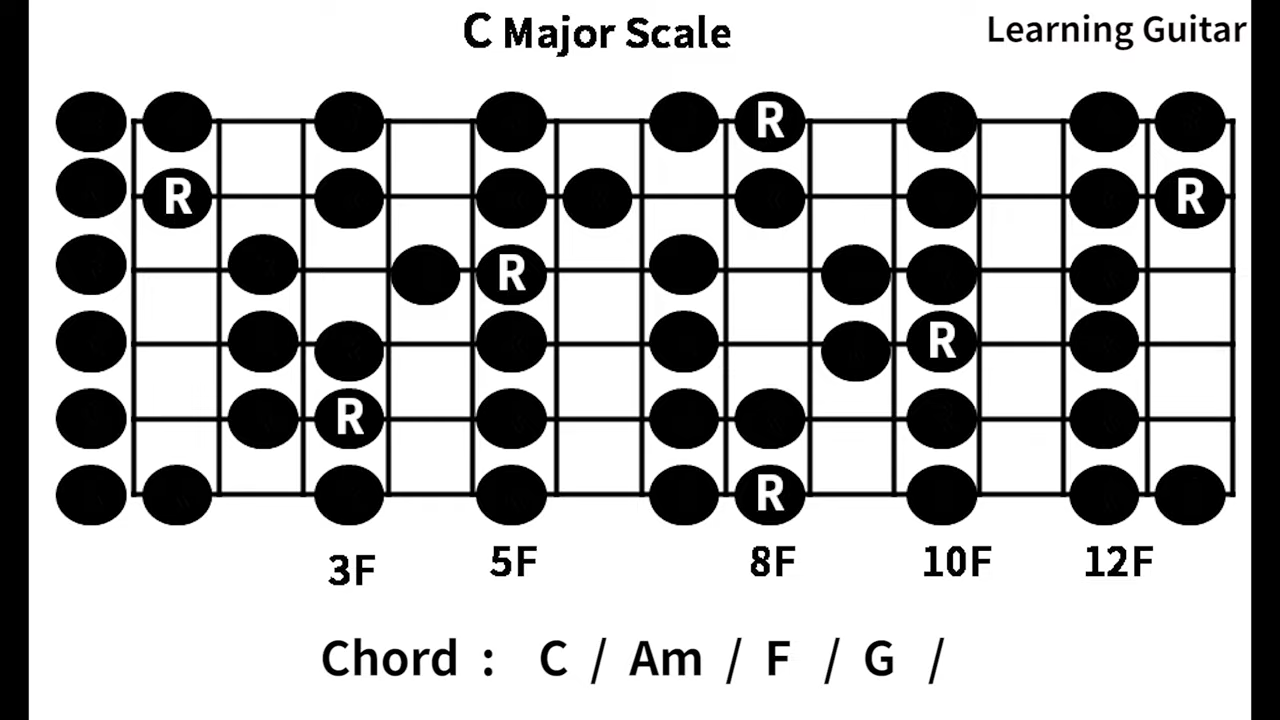 C Major Scale
Learning Guitar
R
R
R
R
R
R
R
3F 5F 8F 10F 12F
Chord : C / Am / F / G /